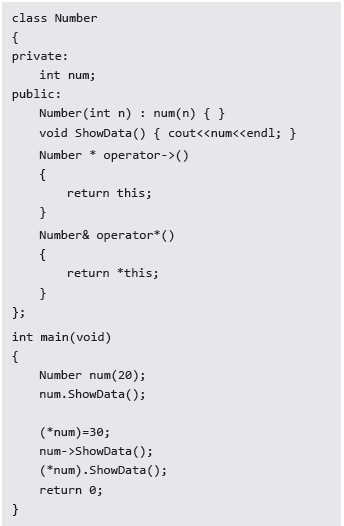 class Number
{
private:
    int num;
public:
    Number(int n) : num(n) { }
    void ShowData() { cout<<num<<endl; }
    Number * operator->()
    {
        return this;
    }
    Number& operator*()
    {
        return *this;
    }
};
int main(void)
{
    Number num(20);
    num.ShowData();

    (*num)=30;
    num->ShowData();
    (*num).ShowData();
    return 0;
}